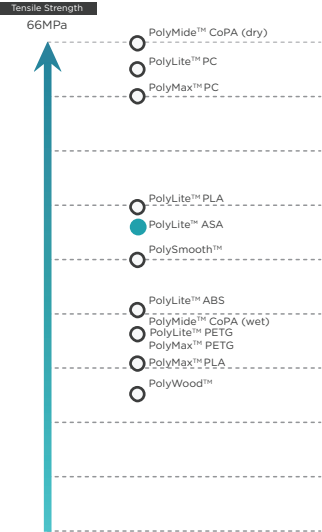 Tensile Strength
66MPa
PolyMide™ CoPA (dry)
PolyLite™ PC
PolyMax™ PC
PolyLite™ PLA
PolyLite™ ASA
PolySmooth™
PolyLite™ ABS
PolyMide™ CoPA (wet)
PolyLite™ PETG
PolyMax™ PETG
PolyMax™ PLA
PolyWood™